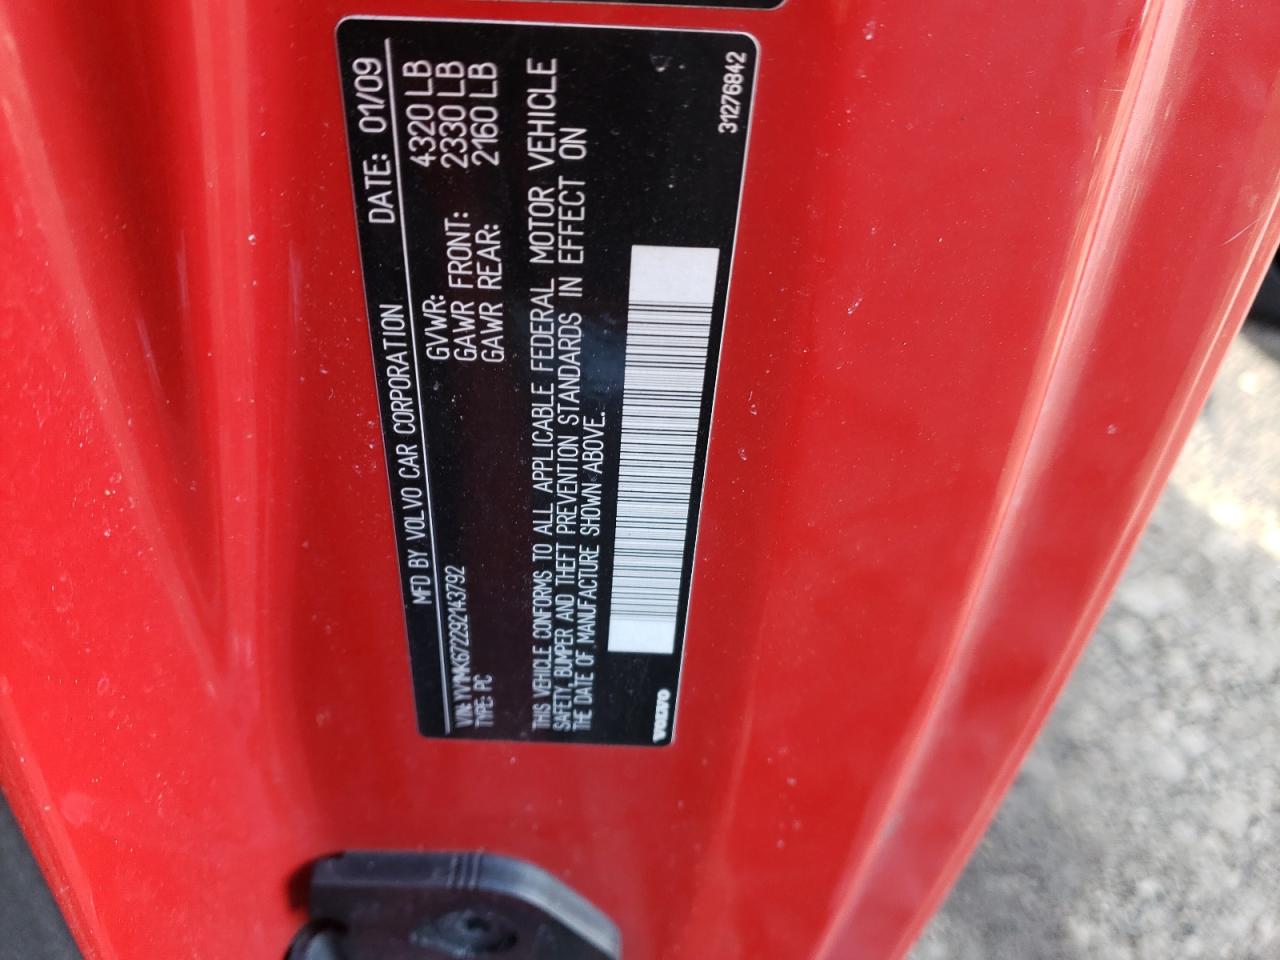 MFD BY VOLVO CAR CORPORATION DATE: 01/09
GVWR: 4320 LB
GAWR FRONT: 2330 LB
GAWR REAR: 2160 LB
VIN: YV1MK672292143792
TYPE: PC
THIS VEHICLE CONFORMS TO ALL APPLICABLE FEDERAL MOTOR VEHICLE
SAFETY, BUMPER AND THEFT PREVENTION STANDARDS IN EFFECT ON
THE DATE OF MANUFACTURE SHOWN ABOVE.
VOLVO 31276842